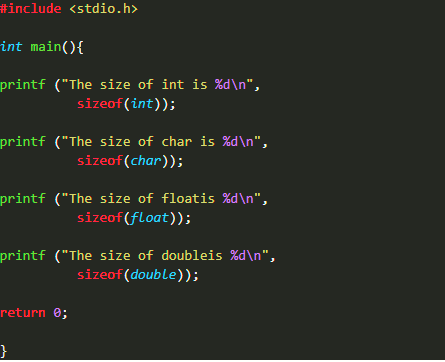 #include <stdio.h>
int main(){
printf ("The size of int is %d\n",
sizeof(int));
printf ("The size of char is %d\n",
sizeof(char));
printf ("The size of floatis %d\n",
sizeof(float));
printf ("The size of doubleis %d\n",
sizeof(double));
return 0;
}